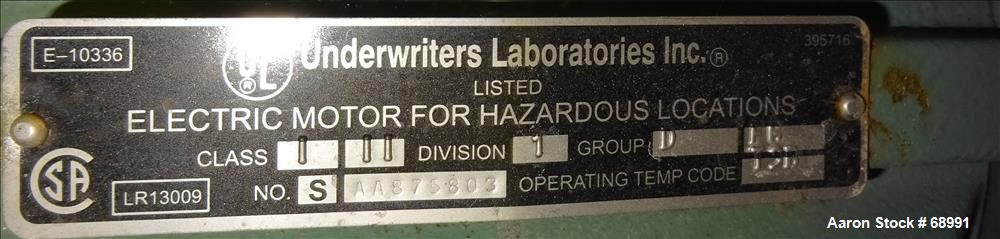 E-10336
UL ® Underwriters Laboratories Inc.®
395716
LISTED
ELECTRIC MOTOR FOR HAZARDOUS LOCATIONS
CLASS I II DIVISION 1 GROUP D
SA LR13009
NO. S AA875803 OPERATING TEMP CODE
Aaron Stock # 68991